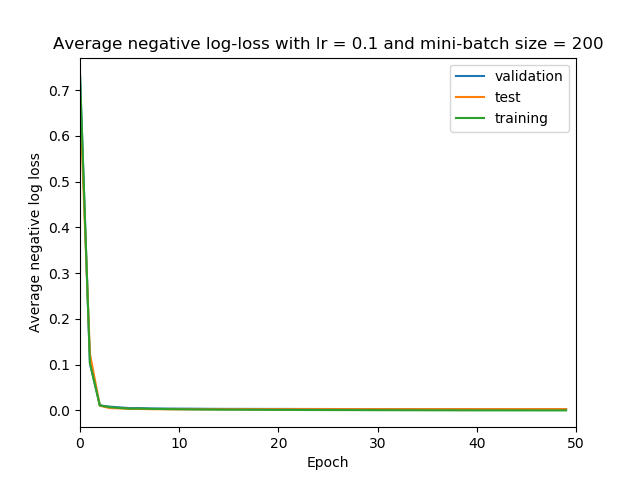 Average negative log-loss with lr = 0.1 and mini-batch size = 200
validation
test
training
Average negative log loss
0.7
0.6
0.5
0.4
0.3
0.2
0.1
0.0
0 10 20 30 40 50
Epoch